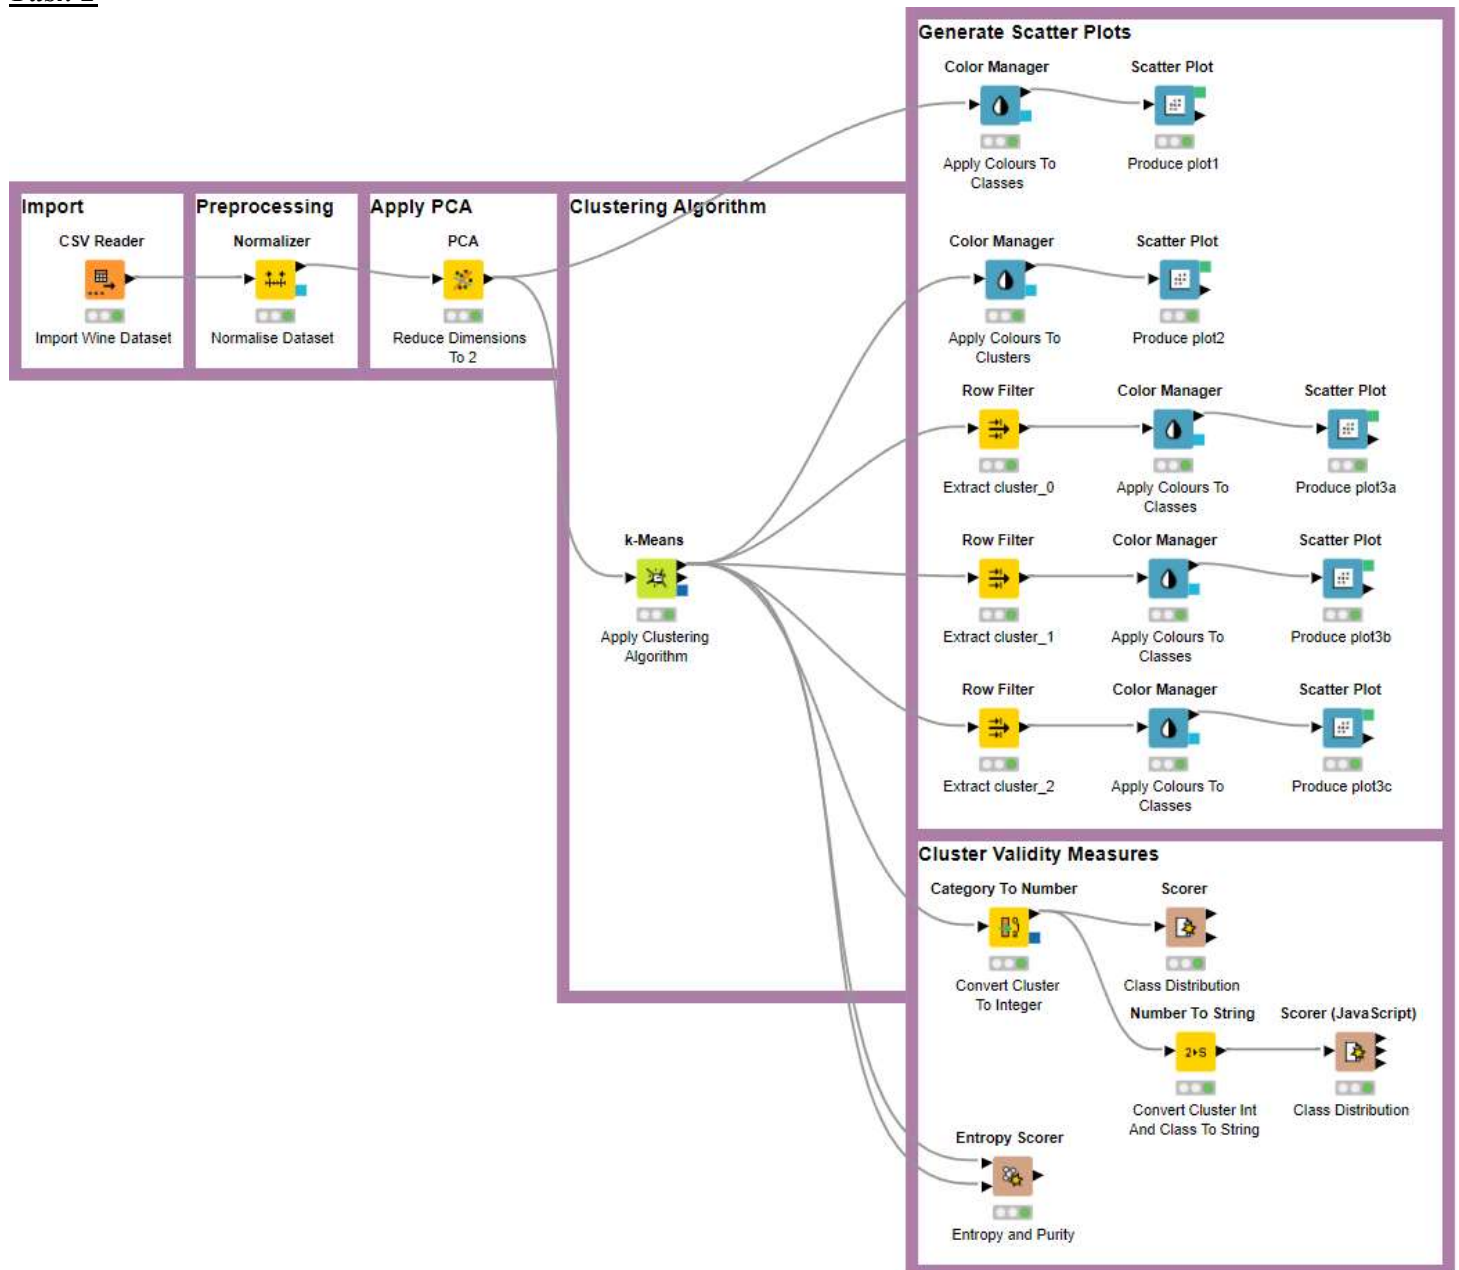 Generate Scatter Plots
Color Manager
Scatter Plot
Apply Colours To
Classes
Produce plot1
Import
Preprocessing
Apply PCA
Clustering Algorithm
CSV Reader
Normalizer
PCA
Import Wine Dataset
Normalise Dataset
Reduce Dimensions
To 2
Color Manager
Scatter Plot
Apply Colours To
Clusters
Produce plot2
Row Filter
Color Manager
Scatter Plot
Extract cluster_0
Apply Colours To
Classes
Produce plot3a
k-Means
Apply Clustering
Algorithm
Row Filter
Color Manager
Scatter Plot
Extract cluster_1
Apply Colours To
Classes
Produce plot3b
Row Filter
Color Manager
Scatter Plot
Extract cluster_2
Apply Colours To
Classes
Produce plot3c
Cluster Validity Measures
Category To Number
Scorer
Convert Cluster
To Integer
Class Distribution
Number To String
Scorer (JavaScript)
2▸S
Convert Cluster Int
And Class To String
Class Distribution
Entropy Scorer
Entropy and Purity